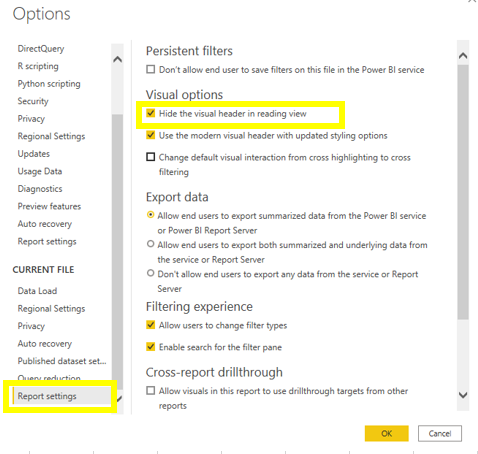 Options
DirectQuery
R scripting
Python scripting
Security
Privacy
Regional Settings
Updates
Usage Data
Diagnostics
Preview features
Auto recovery
Report settings
CURRENT FILE
Data Load
Regional Settings
Privacy
Auto recovery
Published dataset set...
Query reduction
Report settings
Persistent filters
Don't allow end user to save filters on this file in the Power BI service
Visual options
Hide the visual header in reading view
Use the modern visual header with updated styling options
Change default visual interaction from cross highlighting to cross
filtering
Export data
Allow end users to export summarized data from the Power BI service
or Power BI Report Server
Allow end users to export both summarized and underlying data from
the service or Report Server
Don't allow end users to export any data from the service or Report
Server
Filtering experience
Allow users to change filter types
Enable search for the filter pane
Cross-report drillthrough
Allow visuals in this report to use drillthrough targets from other
reports
OK
Cancel